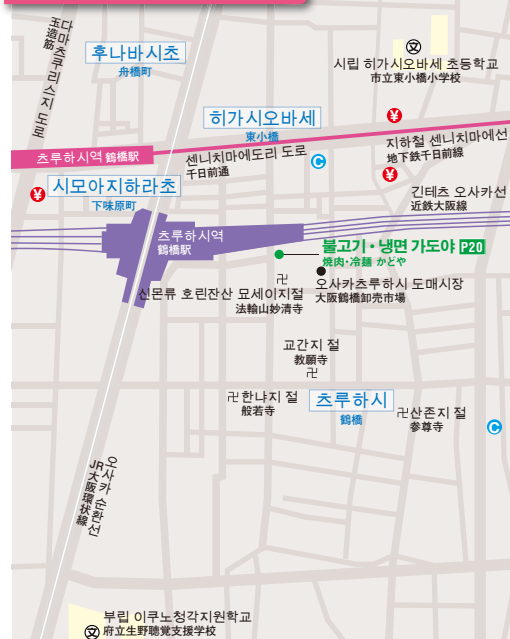 다마츠쿠리스지 도로
玉造筋
후나바시초
舟橋町
文
시립 히가시오바세 초등학교
市立東小橋小学校
히가시오바세
東小橋
¥
츠루하시역 鶴橋駅
센니치마에도리 도로
千日前通
C
지하철 센니치마에선
地下鉄千日前線
¥
¥
시모아지하라초
下味原町
긴테츠 오사카선
近鉄大阪線
츠루하시역
鶴橋駅
불고기・냉면 가도야 P20
焼肉・冷麺 かどや
卍
신몬류 호린잔산 묘세이지절
法輪山妙清寺
오사카츠루하시 도매시장
大阪鶴橋卸売市場
교간지 절
教願寺
卍
卍한냐지 절
般若寺
츠루하시
鶴橋
卍산존지 절
参尊寺
C
오사카 순환선
JR大阪環状線
부립 이쿠노청각지원학교
文 府立生野聴覚支援学校